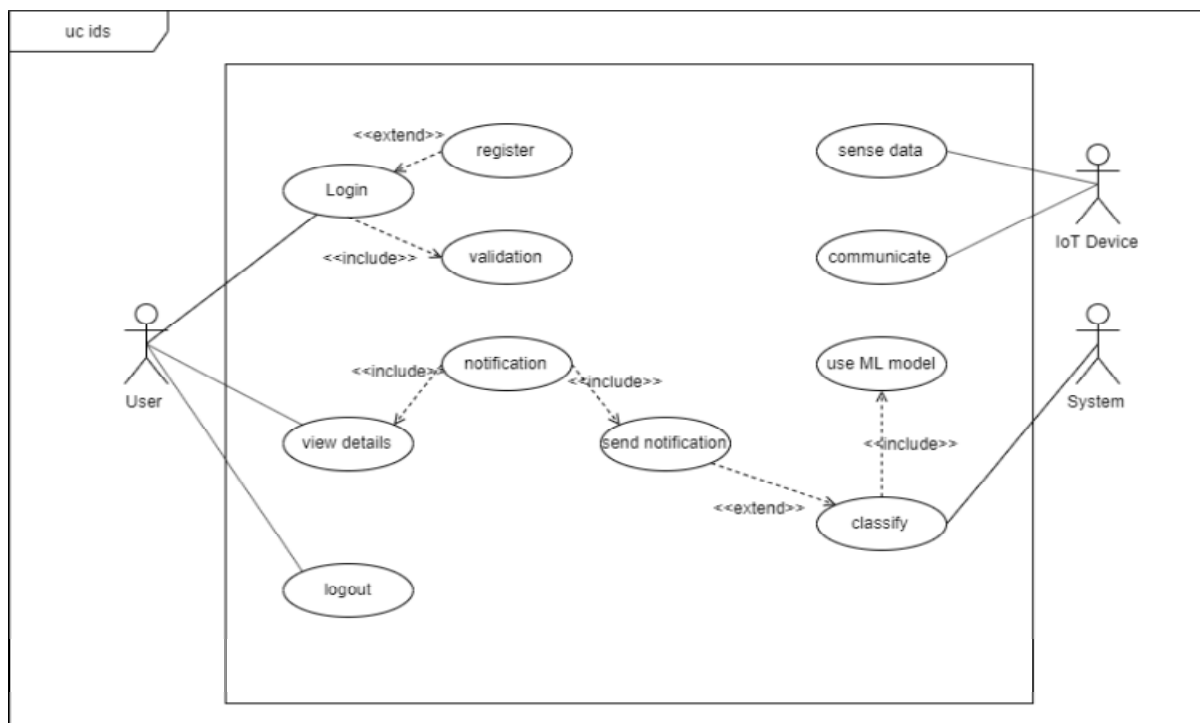 uc ids
<<extend>>
register
sense data
Login
IoT Device
<<include>>
validation
communicate
<<include>>
notification
<<include>>
use ML model
User
System
view details
send notification
<<include>>
<<extend>>
classify
logout